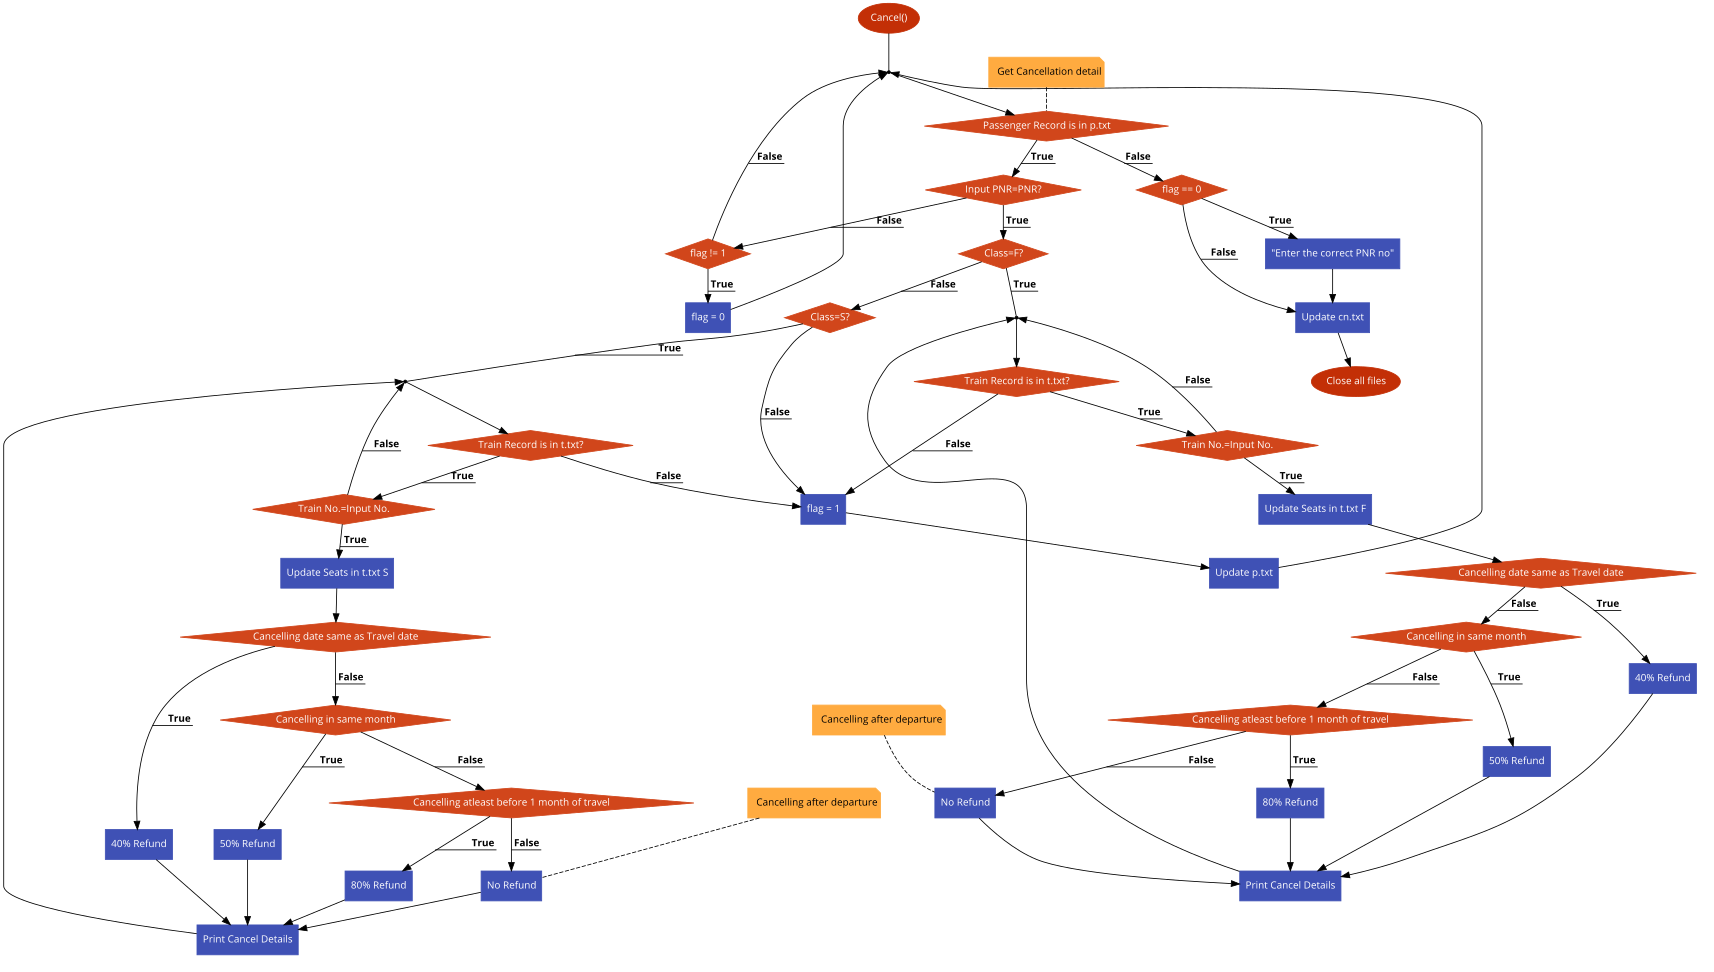 Cancel()
Get Cancellation detail
Passenger Record is in p.txt
False
True
False
Input PNR=PNR?
flag == 0
False
True
True
flag != 1
Class=F?
False
"Enter the correct PNR no"
True
False
True
flag = 0
Class=S?
Update cn.txt
True
Train Record is in t.txt?
False
Close all files
False
True
False
Train Record is in t.txt?
False
Train No.=Input No.
True
False
True
Train No.=Input No.
flag = 1
Update Seats in t.txt F
True
Update Seats in t.txt S
Update p.txt
Cancelling date same as Travel date
False
True
Cancelling date same as Travel date
Cancelling in same month
False
False
True
40% Refund
True
Cancelling in same month
Cancelling after departure
Cancelling atleast before 1 month of travel
True
False
False
True
50% Refund
Cancelling atleast before 1 month of travel
Cancelling after departure
No Refund
80% Refund
40% Refund
50% Refund
True
False
80% Refund
No Refund
Print Cancel Details
Print Cancel Details